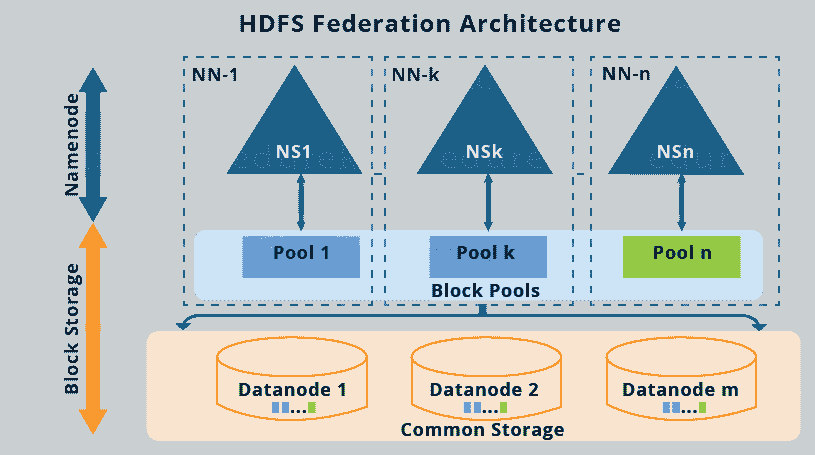 HDFS Federation Architecture
NN-1
NN-k
NN-n
Namenode
NS1
NSk
NSn
Pool 1
Pool k
Pool n
Block Pools
Block Storage
Datanode 1
Datanode 2
Datanode m
...
...
...
Common Storage